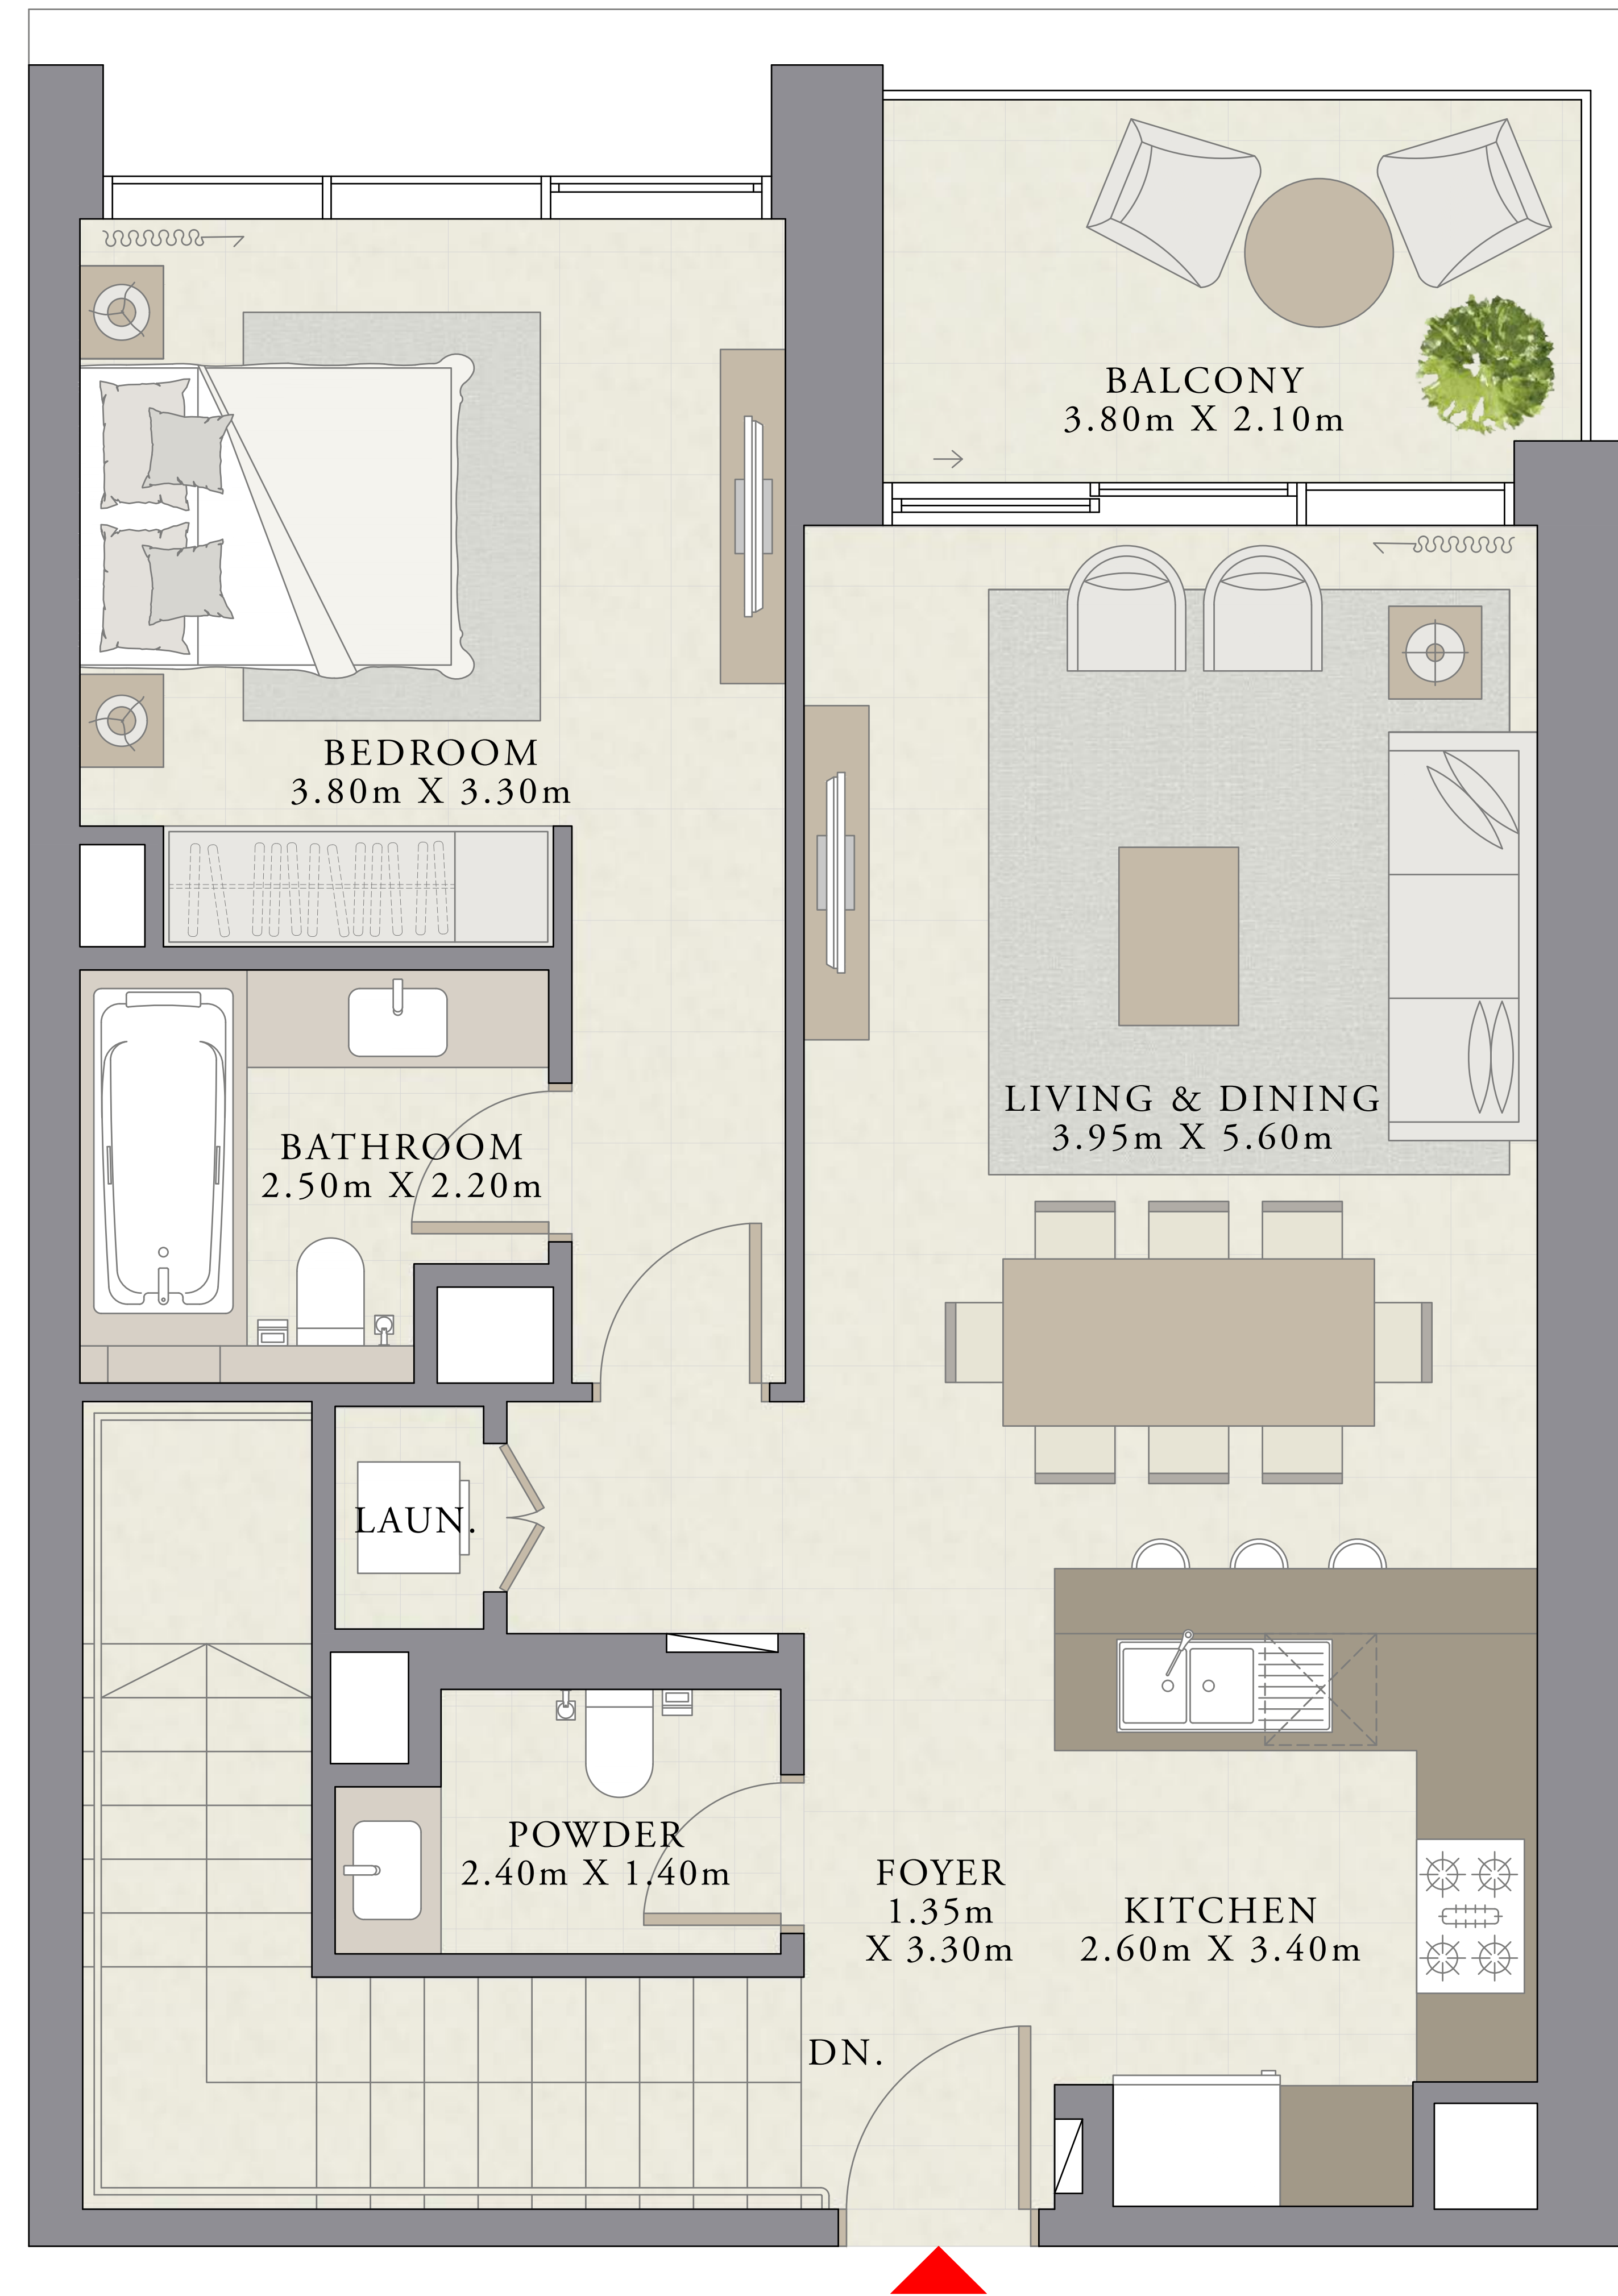 BALCONY
3.80m X 2.10m
BEDROOM
3.80m X 3.30m
LIVING & DINING
3.95m X 5.60m
BATHROOM
2.50m X 2.20m
LAUN.
POWDER
2.40m X 1.40m
FOYER
1.35m
X 3.30m
KITCHEN
2.60m X 3.40m
DN.